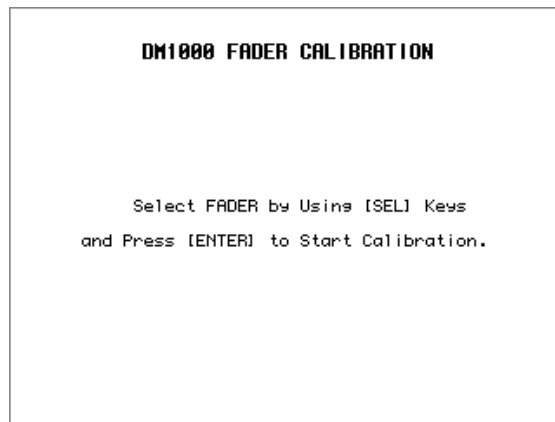 DM1000 FADER CALIBRATION
Select FADER by Using [SEL] Keys
and Press [ENTER] to Start Calibration.